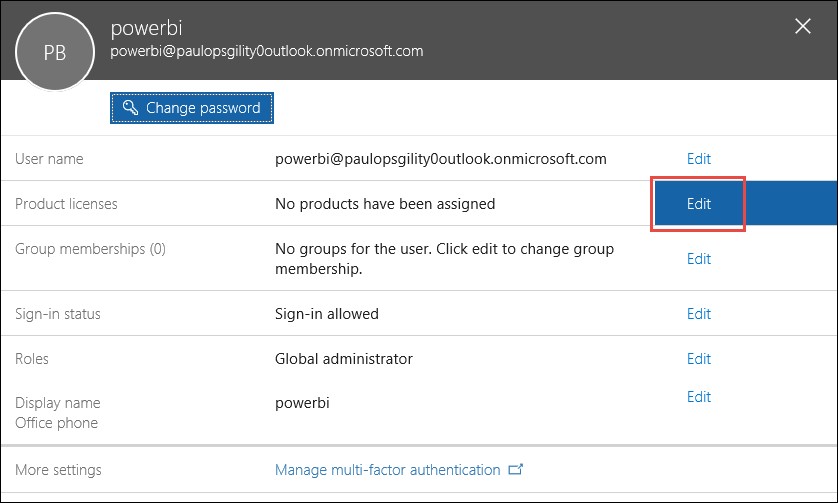 powerbi
PB
powerbi@paulopsgility0outlook.onmicrosoft.com
Change password
User name powerbi@paulopsgility0outlook.onmicrosoft.com Edit
Product licenses No products have been assigned Edit
Group memberships (0) No groups for the user. Click edit to change group
membership. Edit
Sign-in status Sign-in allowed Edit
Roles Global administrator Edit
Display name powerbi Edit
Office phone
More settings Manage multi-factor authentication